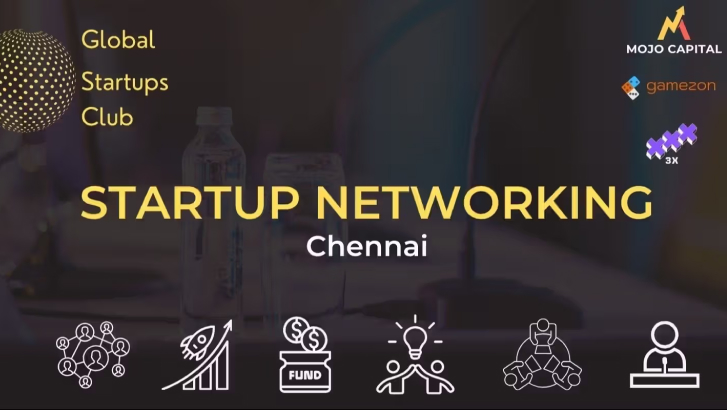 Global
Startups
Club
MOJO CAPITAL
gamezon
3X
STARTUP NETWORKING
Chennai
FUND